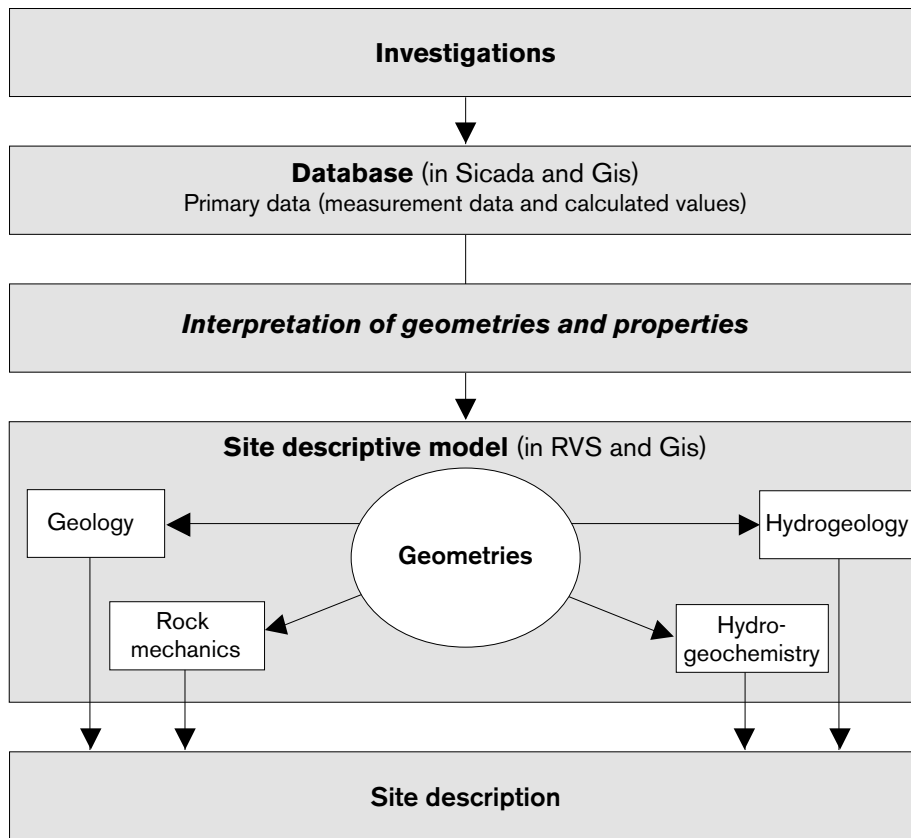 Investigations
Database (in Sicada and Gis)
Primary data (measurement data and calculated values)
Interpretation of geometries and properties
Site descriptive model (in RVS and Gis)
Geology
Geometries
Hydrogeology
Rock
mechanics
Hydro-
geochemistry
Site description